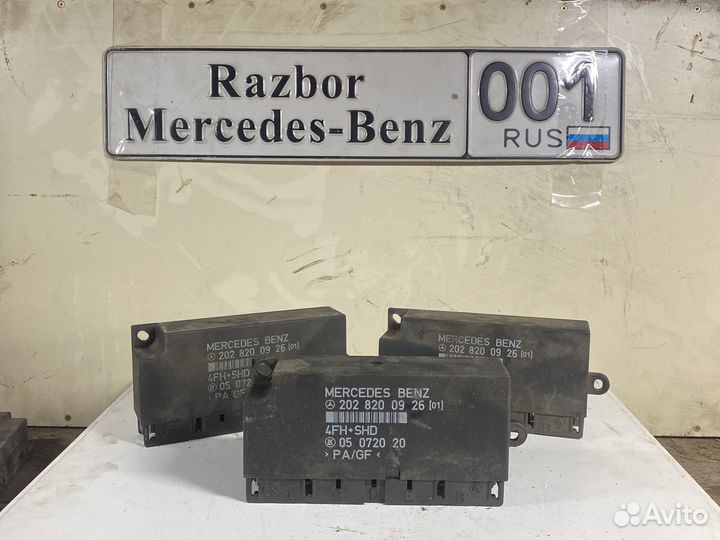 Razbor
Mercedes-Benz
001
RUS
MERCEDES BENZ
202 820 09 26 [01]
4FH+SHD
05 072
›PA/GF
MERCEDES BENZ
202 820 09 26 [01]
4FH+SHD
05 0720 20
›PA/GF‹
MERCEDES BENZ
202 820 09 26 [01]
Avito